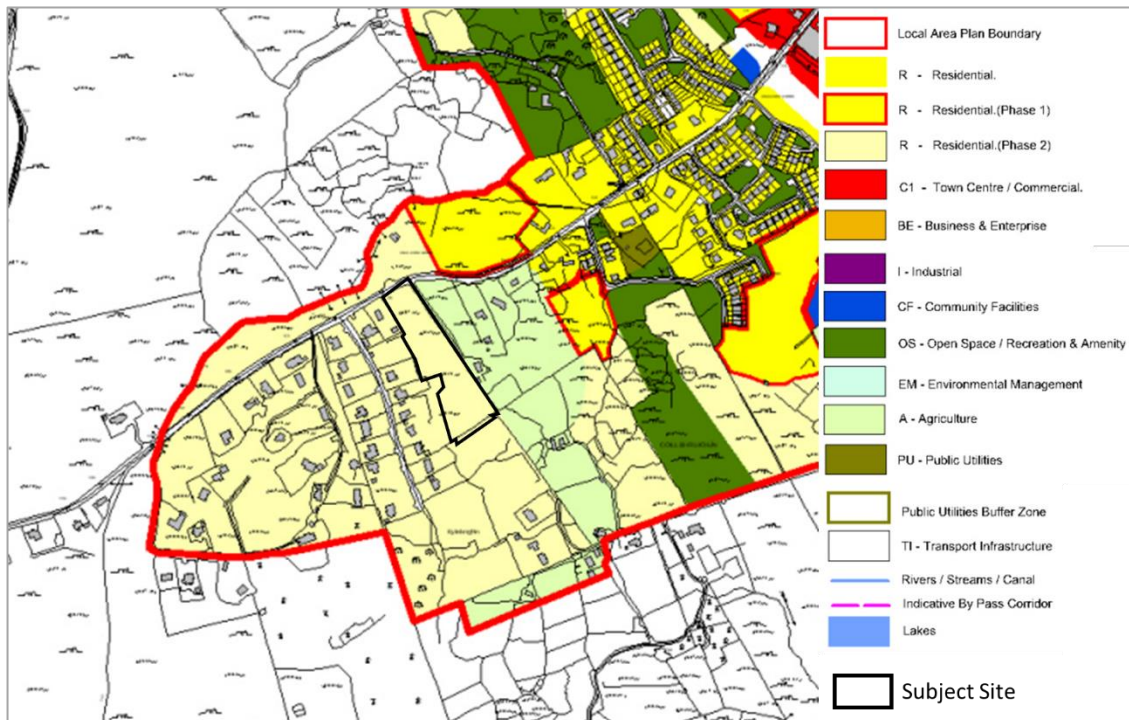 Local Area Plan Boundary
R - Residential.
R - Residential.(Phase 1)
R - Residential.(Phase 2)
C1 - Town Centre / Commercial.
BE - Business & Enterprise
I - Industrial
CF - Community Facilities
OS - Open Space / Recreation & Amenity
EM - Environmental Management
A - Agriculture
PU - Public Utilities
Public Utilities Buffer Zone
TI - Transport Infrastructure
Rivers / Streams / Canal
Indicative By Pass Corridor
Lakes
Subject Site